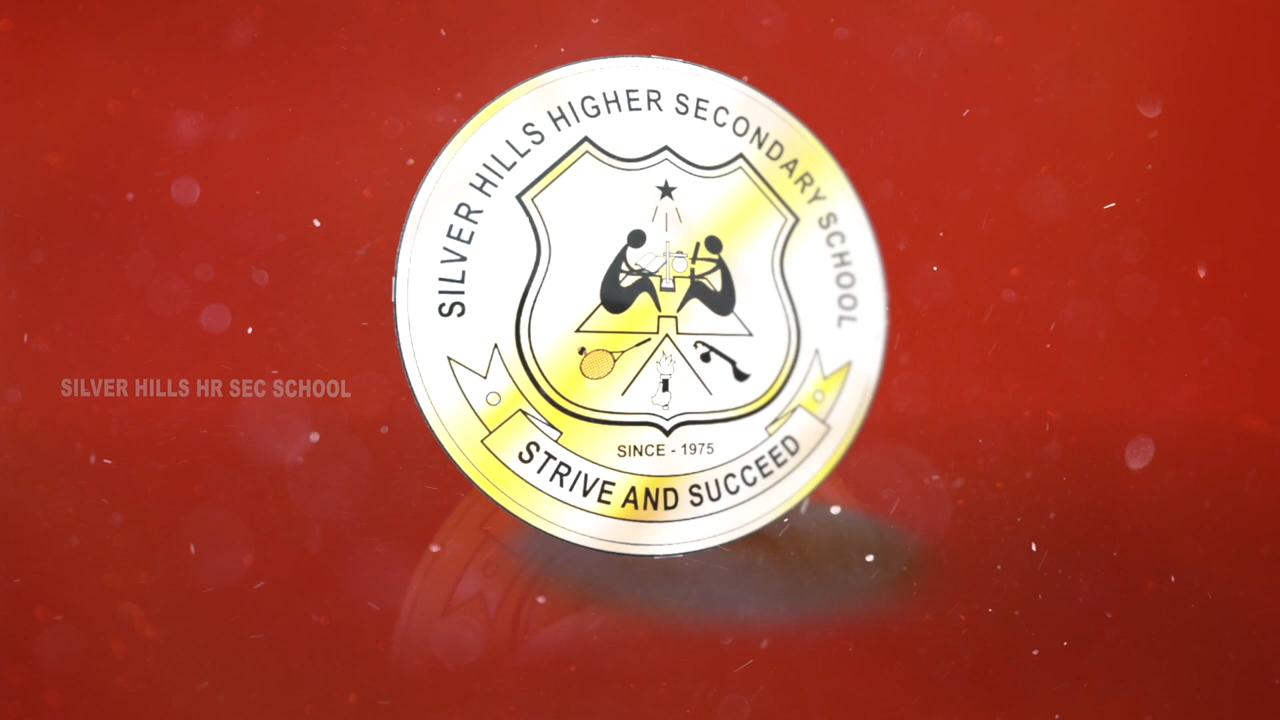 SILVER HILLS HIGHER SECONDARY SCHOOL
SILVER HILLS HR SEC SCHOOL
SINCE - 1975
STRIVE AND SUCCEED